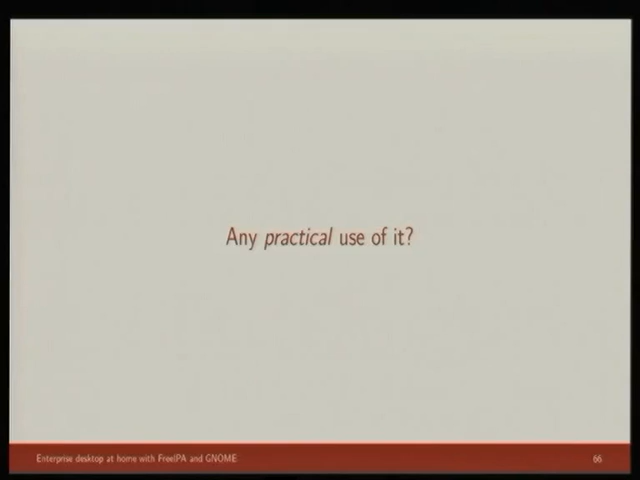 Any practical use of it?
Enterprise desktop at home with FreeIPA and GNOME
66